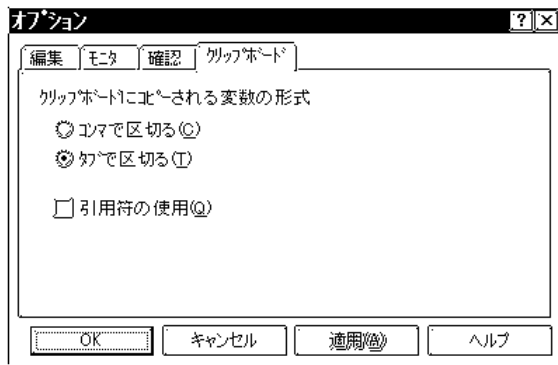 オプション
編集 モニタ 確認 クリップボード
クリップボードにコピーされる変数の形式
コンマで区切る(C)
タブで区切る(T)
引用符の使用(Q)
OK キャンセル 適用(A) ヘルプ